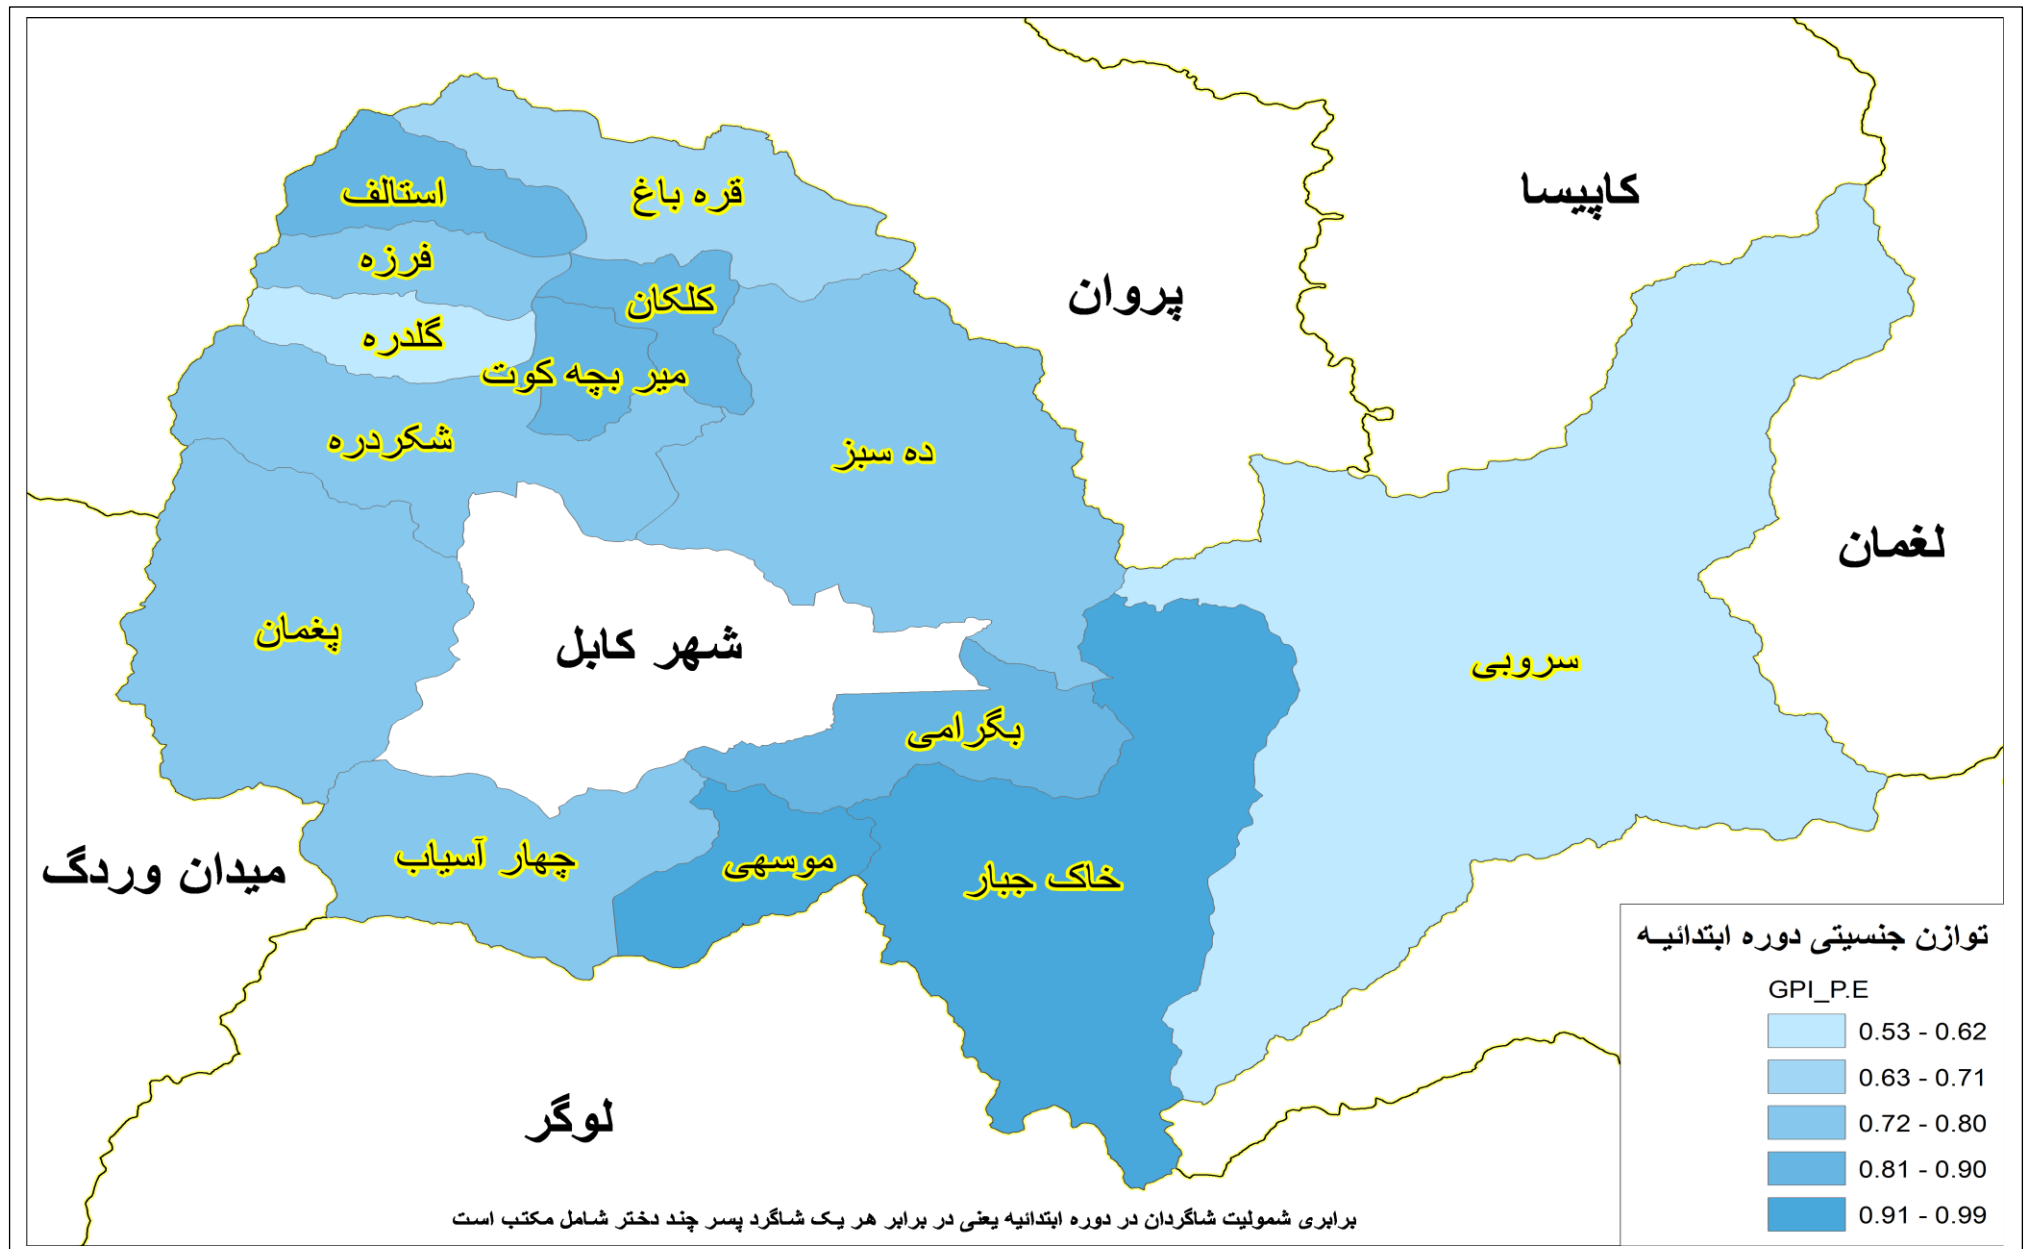 استالف
قره باغ
کاپیسا
فرزه
پروان
کلکان
گلدره
میر بچه کوت
شکردره
ده سبز
لغمان
پغمان
شهر کابل
سروبی
بگرامی
چهار آسیاب
موسهی
خاک جبار
میدان وردگ
لوگر
توازن جنسیتی دوره ابتدائیه
GPI_P.E
0.53 - 0.62
0.63 - 0.71
0.72 - 0.80
0.81 - 0.90
0.91 - 0.99
برابری شمولیت شاگردان در دوره ابتدائیه یعنی در برابر هر یک شاگرد پسر چند دختر شامل مکتب است